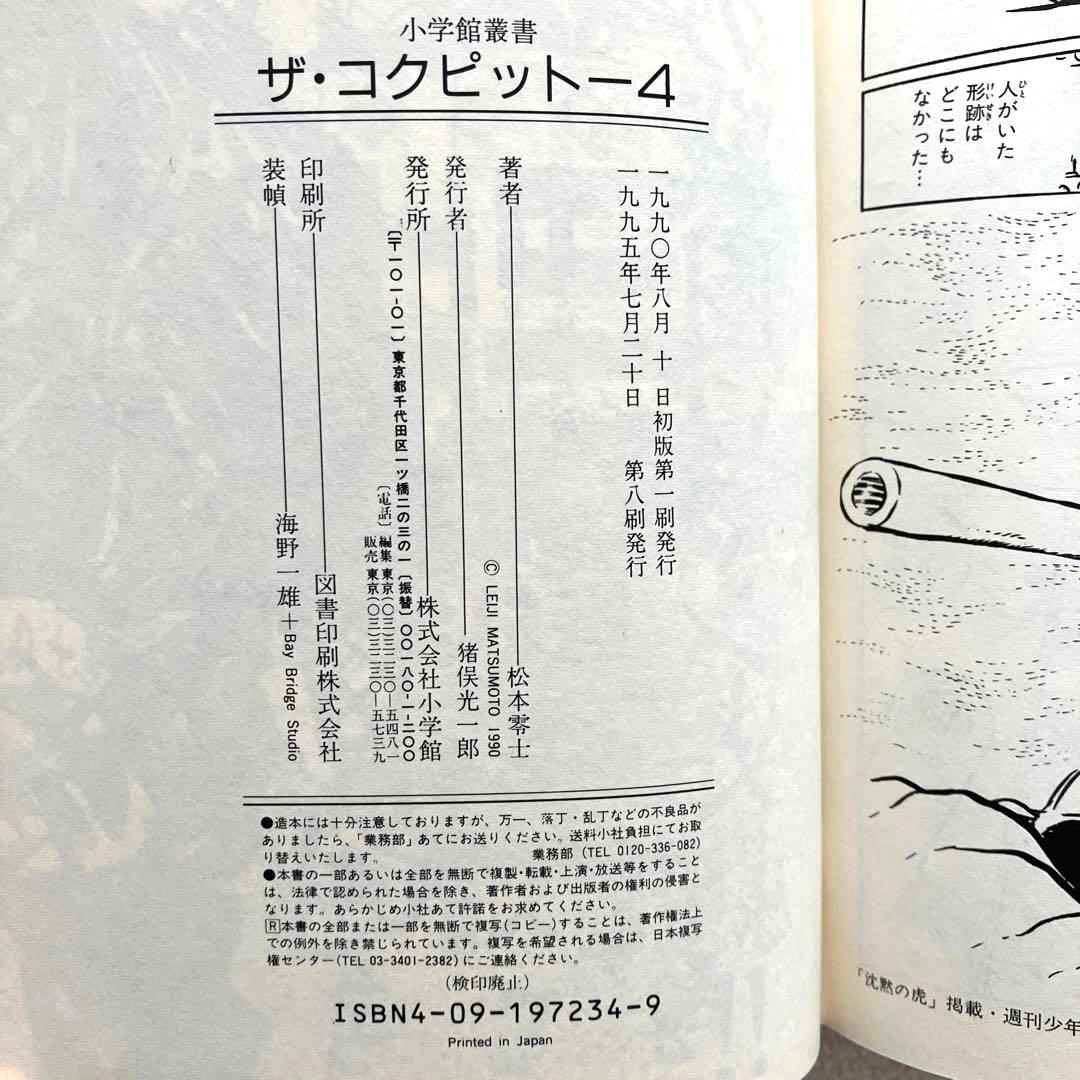 小学館叢書
ザ・コクピット―4
一九九〇年八月 十 日初版第一刷発行
一九九五年七月二十日 第八刷発行
著者――松本零士
© LEIJI MATSUMOTO 1990
発行者――猪俣光一郎
発行所――株式会社小学館
〔〒一〇一-〇一〕東京都千代田区一ツ橋二の三の一〔振替〕〇〇一八〇-一-二〇〇
〔電話〕編集 東京(〇三)三二三〇―五四八一
販売 東京(〇三)三二三〇―五七三九
印刷所――図書印刷株式会社
装幀――海野一雄+Bay Bridge Studio
●造本には十分注意しておりますが、万一、落丁・乱丁などの不良品が
ありましたら、「業務部」あてにお送りください。送料小社負担にてお取
り替えいたします。 業務部(TEL 0120-336-082)
●本書の一部あるいは全部を無断で複製・転載・上演・放送等をすること
は、法律で認められた場合を除き、著作者および出版者の権利の侵害と
なります。あらかじめ小社あて許諾をお求めてください。
Ⓡ本書の全部または一部を無断で複写(コピー)することは、著作権法上
での例外を除き禁じられています。複写を希望される場合は、日本複写
権センター(TEL 03-3401-2382)にご連絡ください。
(検印廃止)
ISBN4-09-197234-9
Printed in Japan
人がいた
形跡は
どこにも
なかった…
「沈黙の虎」掲載・週刊少年